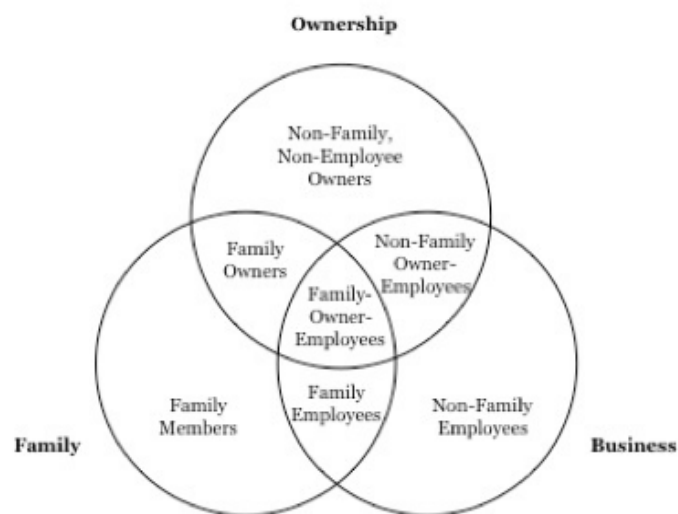 Ownership
Non-Family,
Non-Employee
Owners
Family
Owners
Non-Family
Owner-
Employees
Family-
Owner-
Employees
Family
Members
Family
Employees
Non-Family
Employees
Family
Business